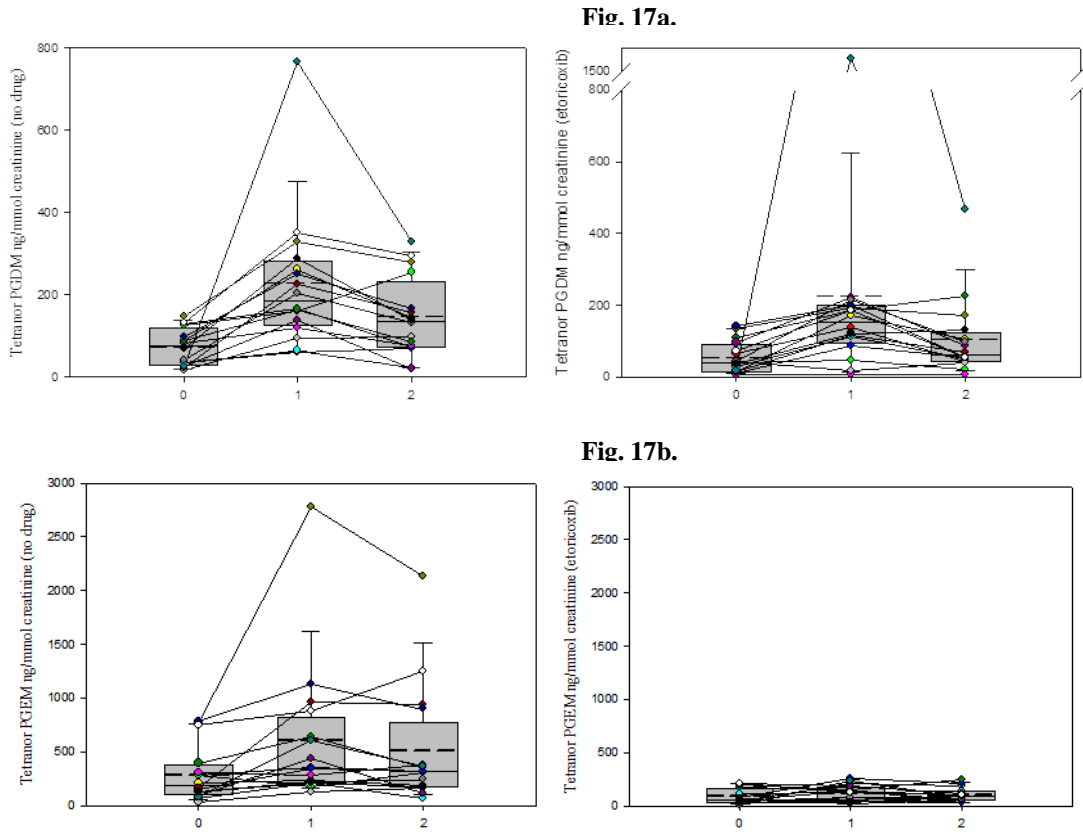 Fig. 17a.
Tetranor PGDM ng/mmol creatinine (no drug)
800
600
400
200
0
0 1 2
Tetranor PGDM ng/mmol creatinine (etoricoxib)
1500
800
600
400
200
0
0 1 2
Fig. 17b.
Tetranor PGEM ng/mmol creatinine (no drug)
3000
2500
2000
1500
1000
500
0
0 1 2
Tetranor PGEM ng/mmol creatinine (etoricoxib)
3000
2500
2000
1500
1000
500
0
0 1 2